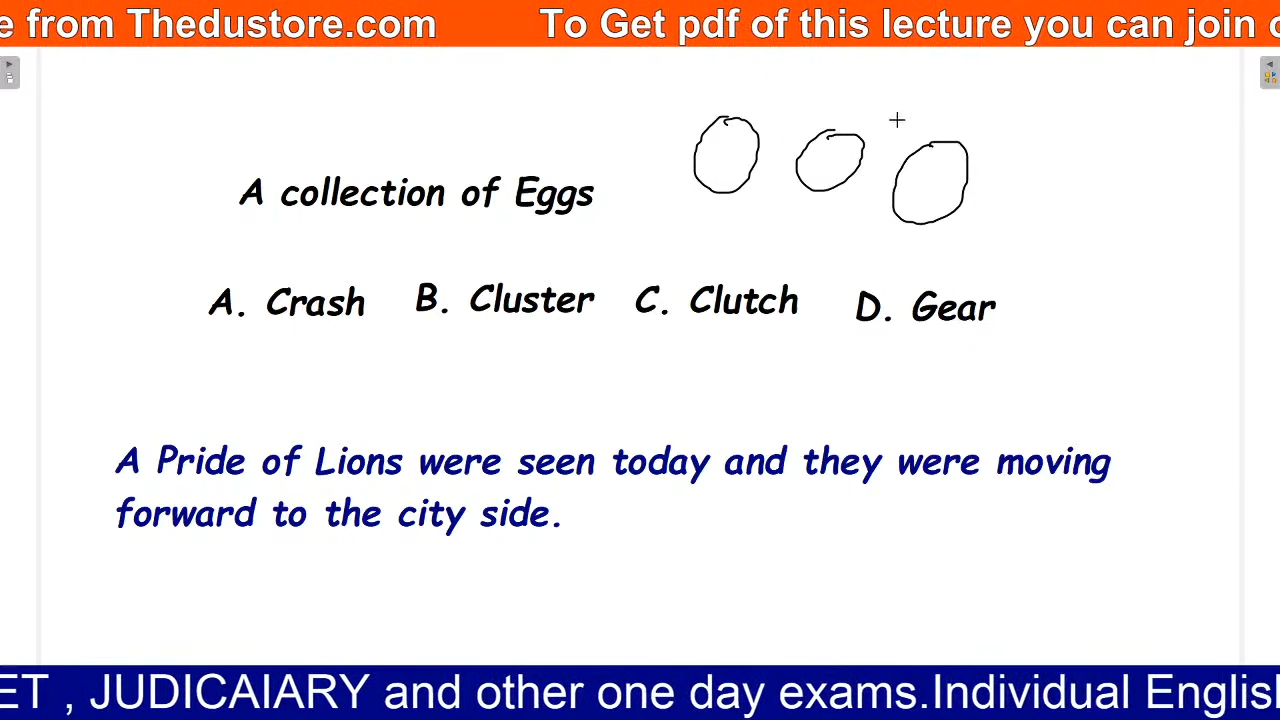 e from Thedustore.com To Get pdf of this lecture you can join
A collection of Eggs
A. Crash B. Cluster C. Clutch D. Gear
A Pride of Lions were seen today and they were moving
forward to the city side.
ET , JUDICAIARY and other one day exams.Individual English